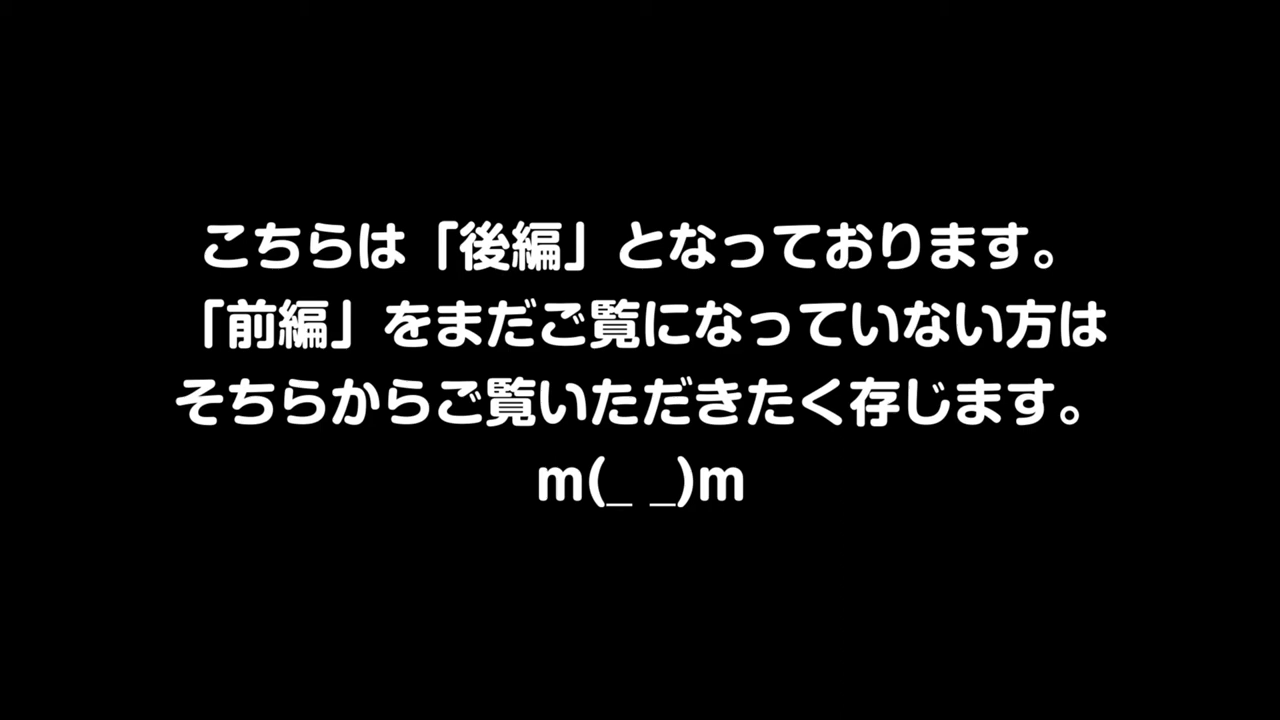 こちらは「後編」となっております。
「前編」をまだご覧になっていない方は
そちらからご覧いただきたく存じます。
m(_ _)m